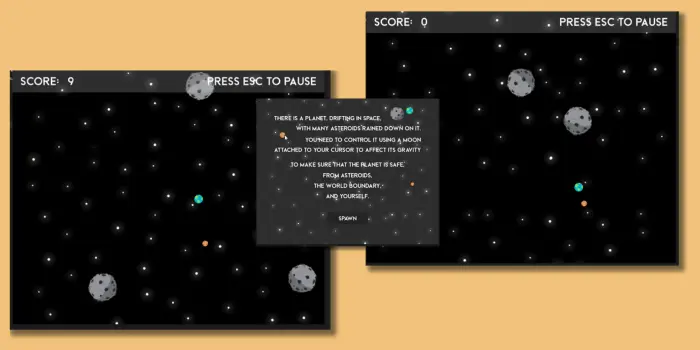 SCORE: 9 PRESS ESC TO PAUSE
THERE IS A PLANET, DRIFTING IN SPACE,
WITH MANY ASTEROIDS RAINED DOWN ON IT.
YOU'NEED TO CONTROL IT USING A MOON
ATTACHED TO YOUR CURSOR TO AFFECT ITS GRAVITY
TO MAKE SURE THAT THE PLANET IS SAFE,
FROM ASTEROIDS,
THE WORLD BOUNDARY,
AND YOURSELF.
SPAWN
SCORE: 0 PRESS ESC TO PAUSE